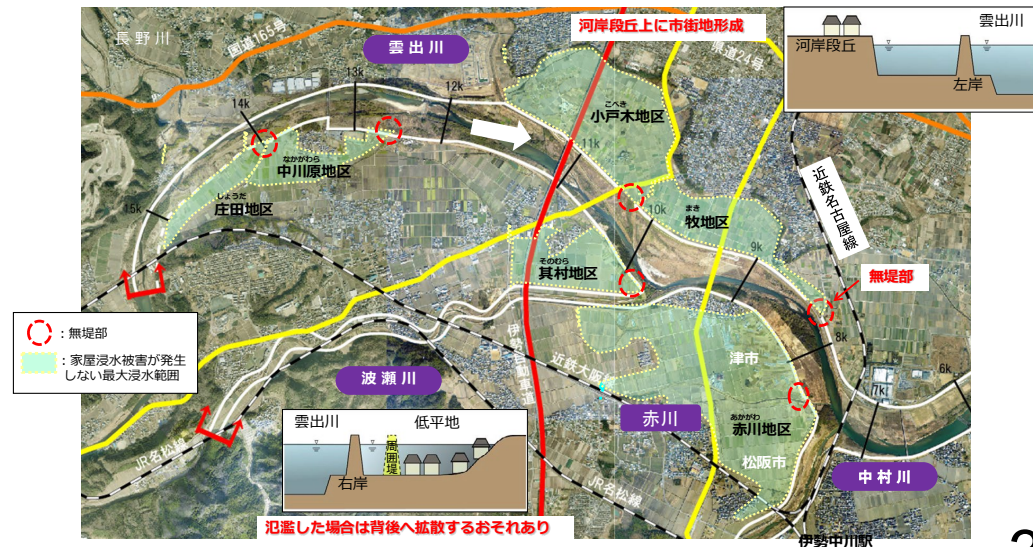 長野川
国道165号
雲出川
河岸段丘上に市街地形成
県道24号
雲出川
河岸段丘
左岸
14k
13k
12k
こべき
小戸木地区
なかがわら
中川原地区
11k
しょうだ
庄田地区
15k
10k
まき
牧地区
9k
近鉄名古屋線
そのむら
其村地区
無堤部
:無堤部
:家屋浸水被害が発生
しない最大浸水範囲
伊勢自動車道
近鉄大阪線
津市
8k
7k
6k
波瀬川
赤川
あかがわ
赤川地区
松阪市
中村川
JR名松線
雲出川
低平地
周囲堤
右岸
JR名松線
氾濫した場合は背後へ拡散するおそれあり
伊勢中川駅